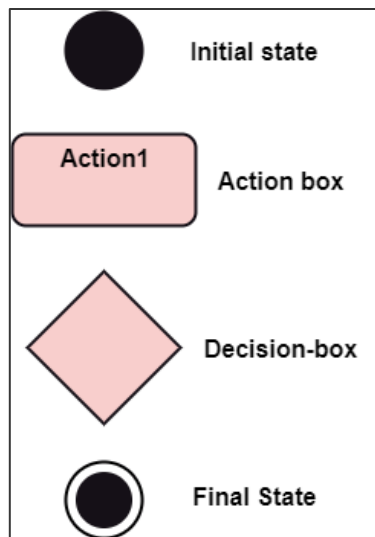 Initial state
Action1
Action box
Decision-box
Final State